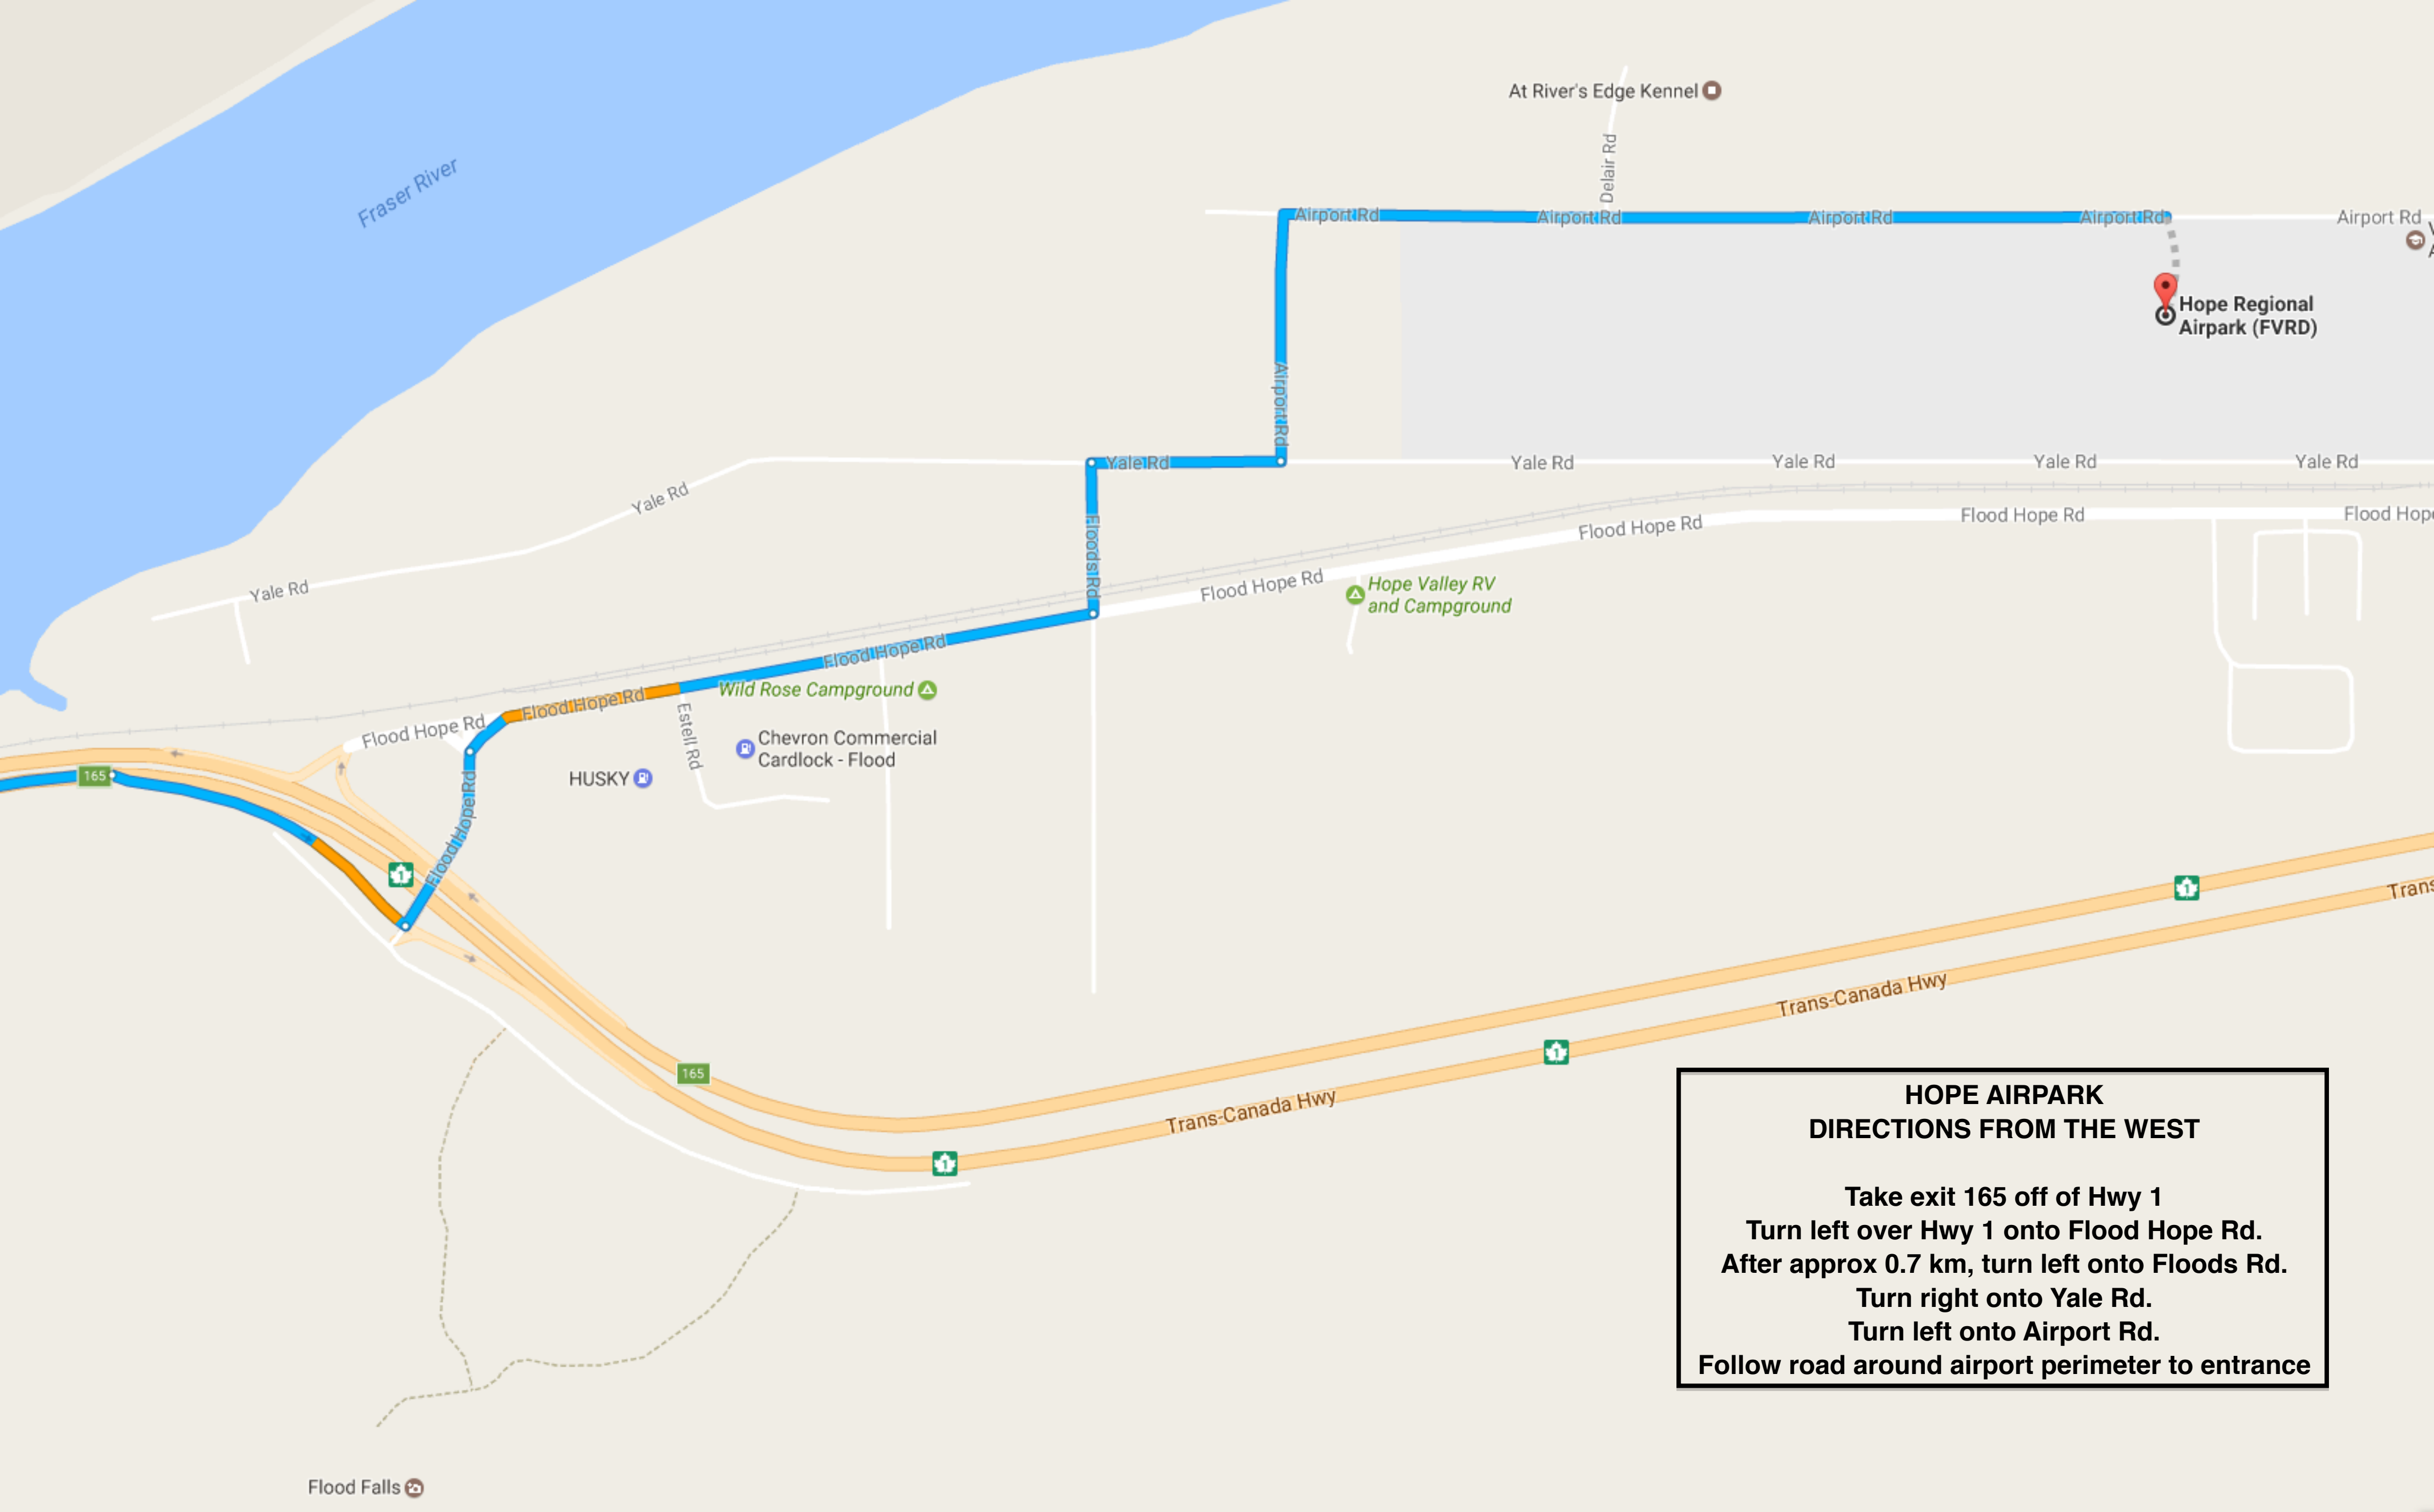 At River's Edge Kennel
Delair Rd
Fraser River
Airport Rd
Airport Rd
Airport Rd
Airport Rd
Airport Rd
Hope Regional
Airpark (FVRD)
Airport Rd
Yale Rd
Yale Rd
Yale Rd
Yale Rd
Yale Rd
Yale Rd
Yale Rd
Floods Rd
Flood Hope Rd
Flood Hope Rd
Flood Hope
Flood Hope Rd
Hope Valley RV
and Campground
Flood Hope Rd
Wild Rose Campground
Flood Hope Rd
Flood Hope Rd
Estell Rd
Chevron Commercial
Cardlock - Flood
HUSKY
165
Flood Hope Rd
Flood Hope Rd
1
1
Trans
Trans-Canada Hwy
1
165
Trans-Canada Hwy
1
HOPE AIRPARK
DIRECTIONS FROM THE WEST
Take exit 165 off of Hwy 1
Turn left over Hwy 1 onto Flood Hope Rd.
After approx 0.7 km, turn left onto Floods Rd.
Turn right onto Yale Rd.
Turn left onto Airport Rd.
Follow road around airport perimeter to entrance
Flood Falls